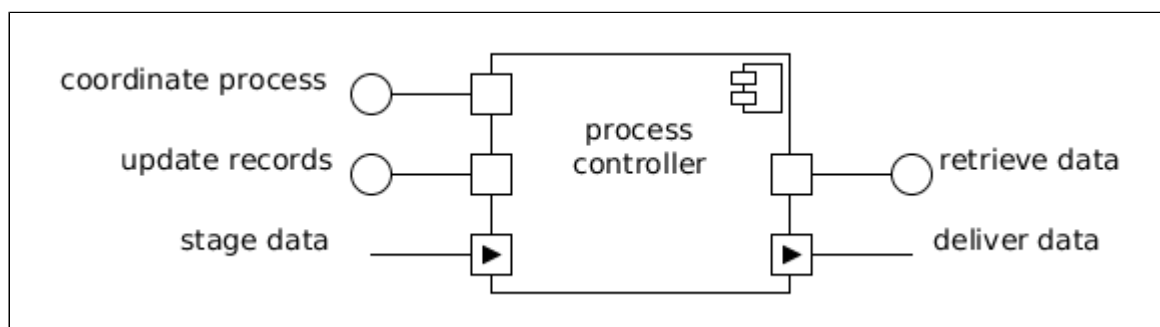 coordinate process
process
controller
update records
retrieve data
stage data
deliver data